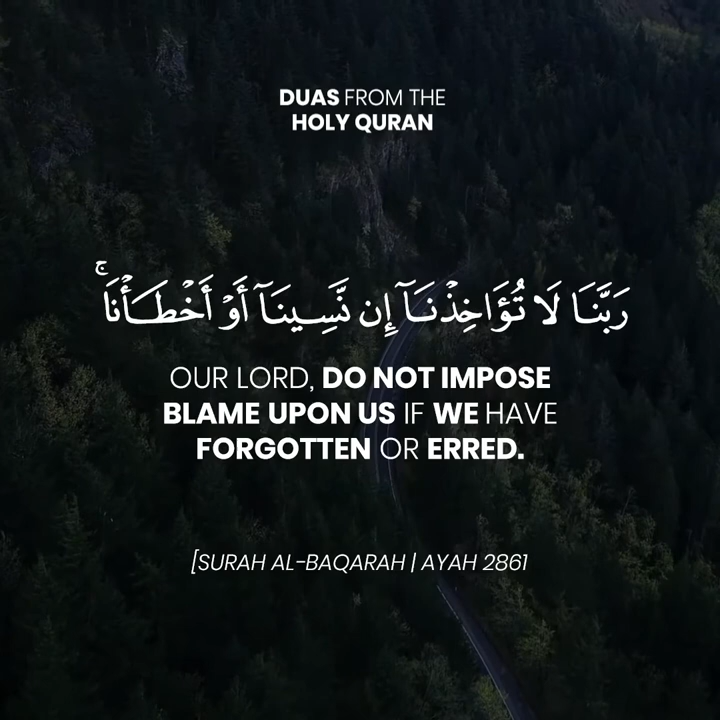 DUAS FROM THE
HOLY QURAN
رَبَّنَا لَا تُؤَاخِذْنَآ إِن نَّسِينَآ أَوْ أَخْطَأْنَا ۚ
OUR LORD, DO NOT IMPOSE
BLAME UPON US IF WE HAVE
FORGOTTEN OR ERRED.
[SURAH AL-BAQARAH | AYAH 2861